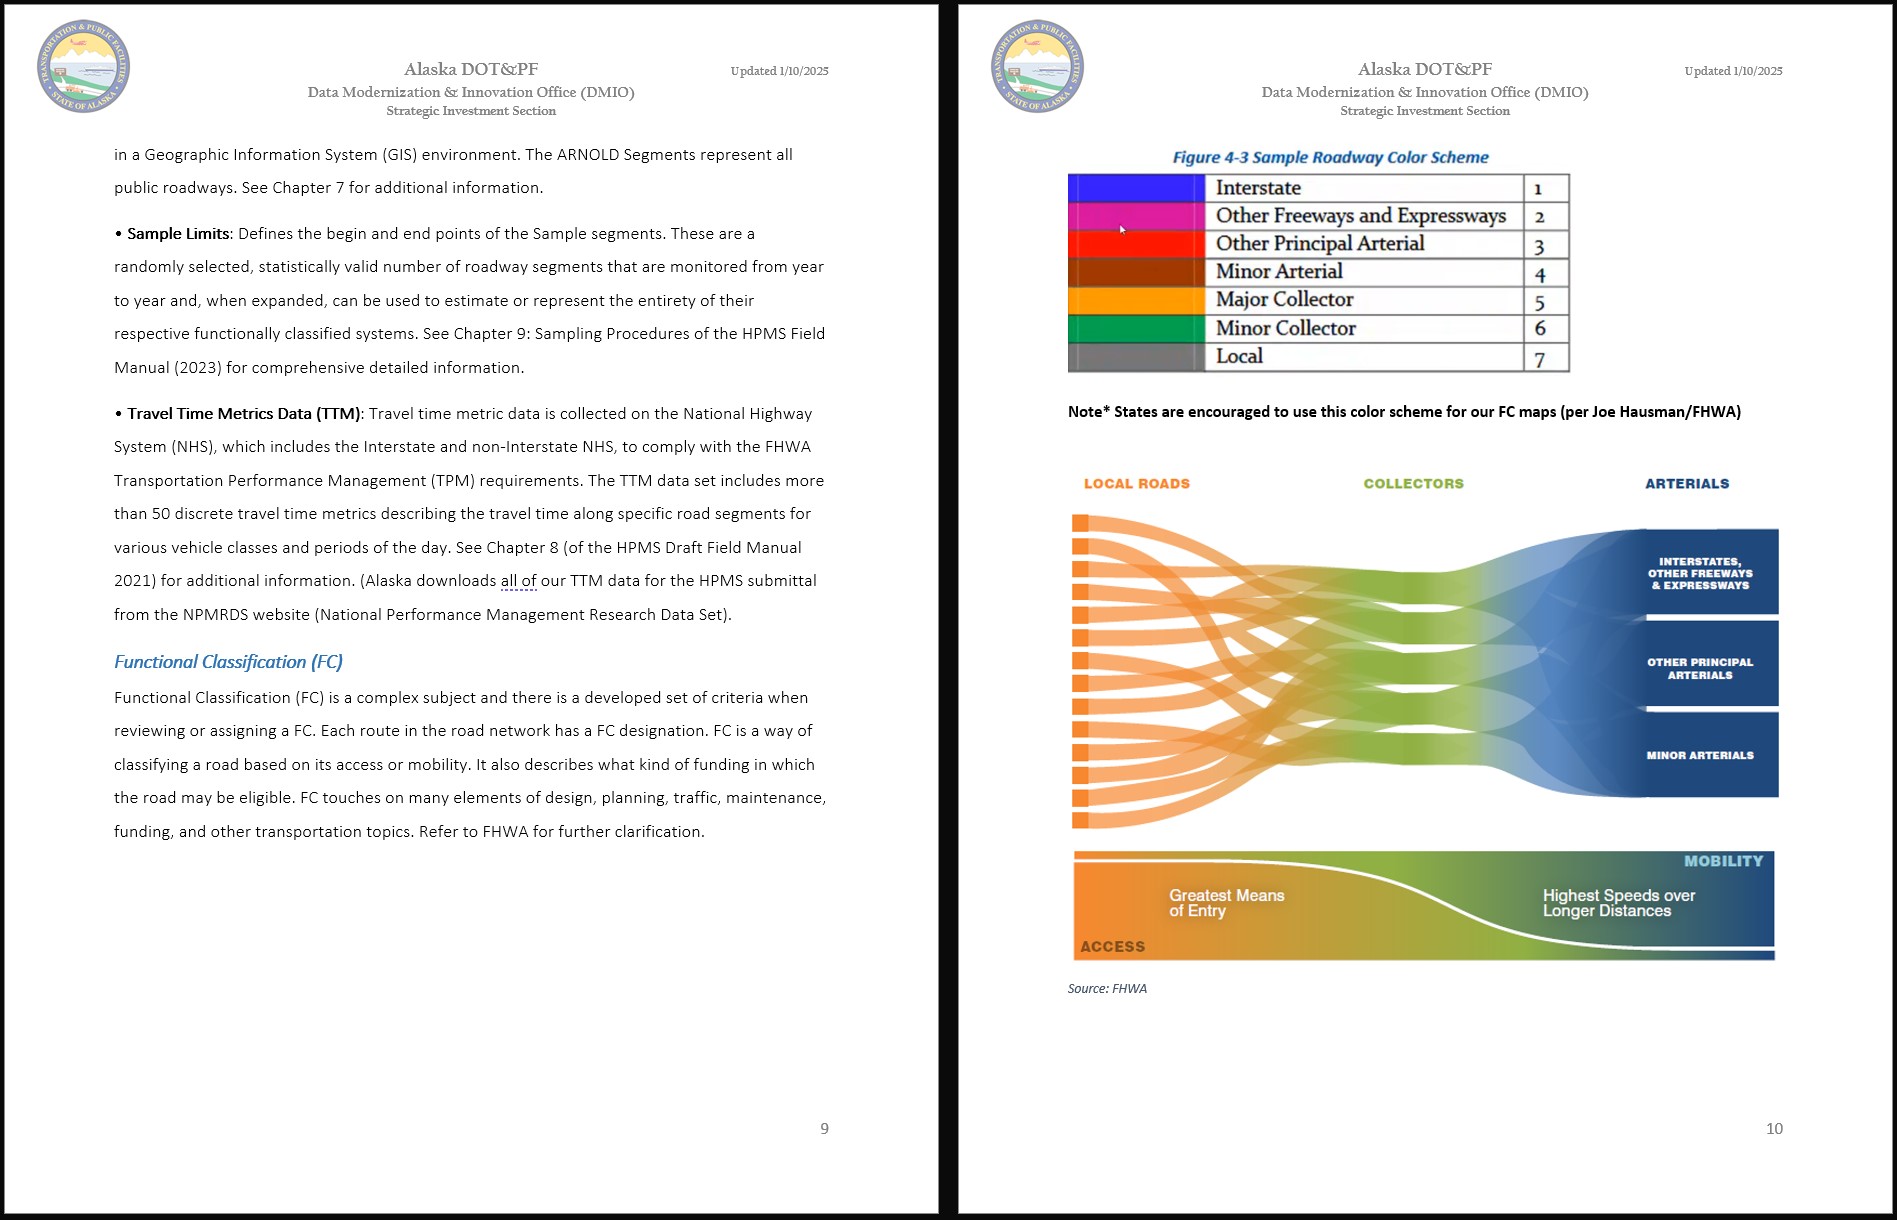 TRANSPORTATION & PUBLIC FACILITIES
STATE OF ALASKA
Alaska DOT&PF
Updated 1/10/2025
Data Modernization & Innovation Office (DMIO)
Strategic Investment Section
in a Geographic Information System (GIS) environment. The ARNOLD Segments represent all
public roadways. See Chapter 7 for additional information.
• Sample Limits: Defines the begin and end points of the Sample segments. These are a
randomly selected, statistically valid number of roadway segments that are monitored from year
to year and, when expanded, can be used to estimate or represent the entirety of their
respective functionally classified systems. See Chapter 9: Sampling Procedures of the HPMS Field
Manual (2023) for comprehensive detailed information.
• Travel Time Metrics Data (TTM): Travel time metric data is collected on the National Highway
System (NHS), which includes the Interstate and non-Interstate NHS, to comply with the FHWA
Transportation Performance Management (TPM) requirements. The TTM data set includes more
than 50 discrete travel time metrics describing the travel time along specific road segments for
various vehicle classes and periods of the day. See Chapter 8 (of the HPMS Draft Field Manual
2021) for additional information. (Alaska downloads all of our TTM data for the HPMS submittal
from the NPMRDS website (National Performance Management Research Data Set).
Functional Classification (FC)
Functional Classification (FC) is a complex subject and there is a developed set of criteria when
reviewing or assigning a FC. Each route in the road network has a FC designation. FC is a way of
classifying a road based on its access or mobility. It also describes what kind of funding in which
the road may be eligible. FC touches on many elements of design, planning, traffic, maintenance,
funding, and other transportation topics. Refer to FHWA for further clarification.
9
TRANSPORTATION & PUBLIC FACILITIES
STATE OF ALASKA
Alaska DOT&PF
Updated 1/10/2025
Data Modernization & Innovation Office (DMIO)
Strategic Investment Section
Figure 4-3 Sample Roadway Color Scheme
Interstate 1
Other Freeways and Expressways 2
Other Principal Arterial 3
Minor Arterial 4
Major Collector 5
Minor Collector 6
Local 7
Note* States are encouraged to use this color scheme for our FC maps (per Joe Hausman/FHWA)
LOCAL ROADS COLLECTORS ARTERIALS
INTERSTATES,
OTHER FREEWAYS
& EXPRESSWAYS
OTHER PRINCIPAL
ARTERIALS
MINOR ARTERIALS
MOBILITY
Greatest Means
of Entry
Highest Speeds over
Longer Distances
ACCESS
Source: FHWA
10